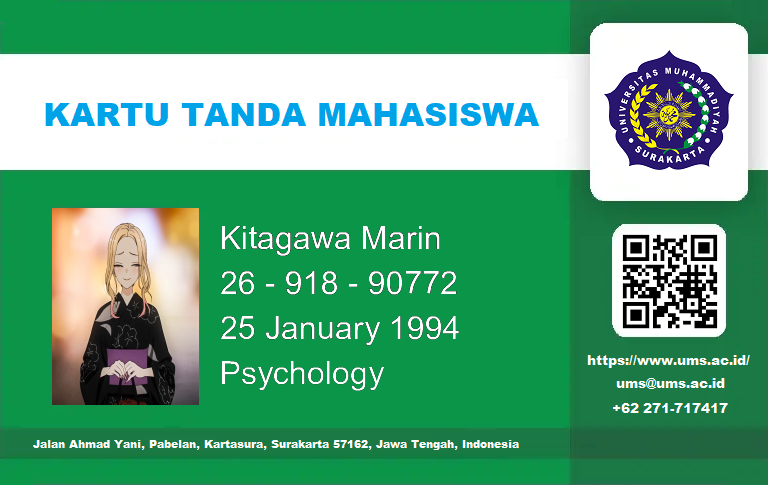 KARTU TANDA MAHASISWA
UNIVERSITAS MUHAMMADIYAH
SURAKARTA
Kitagawa Marin
26 - 918 - 90772
25 January 1994
Psychology
https://www.ums.ac.id/
ums@ums.ac.id
+62 271-717417
Jalan Ahmad Yani, Pabelan, Kartasura, Surakarta 57162, Jawa Tengah, Indonesia